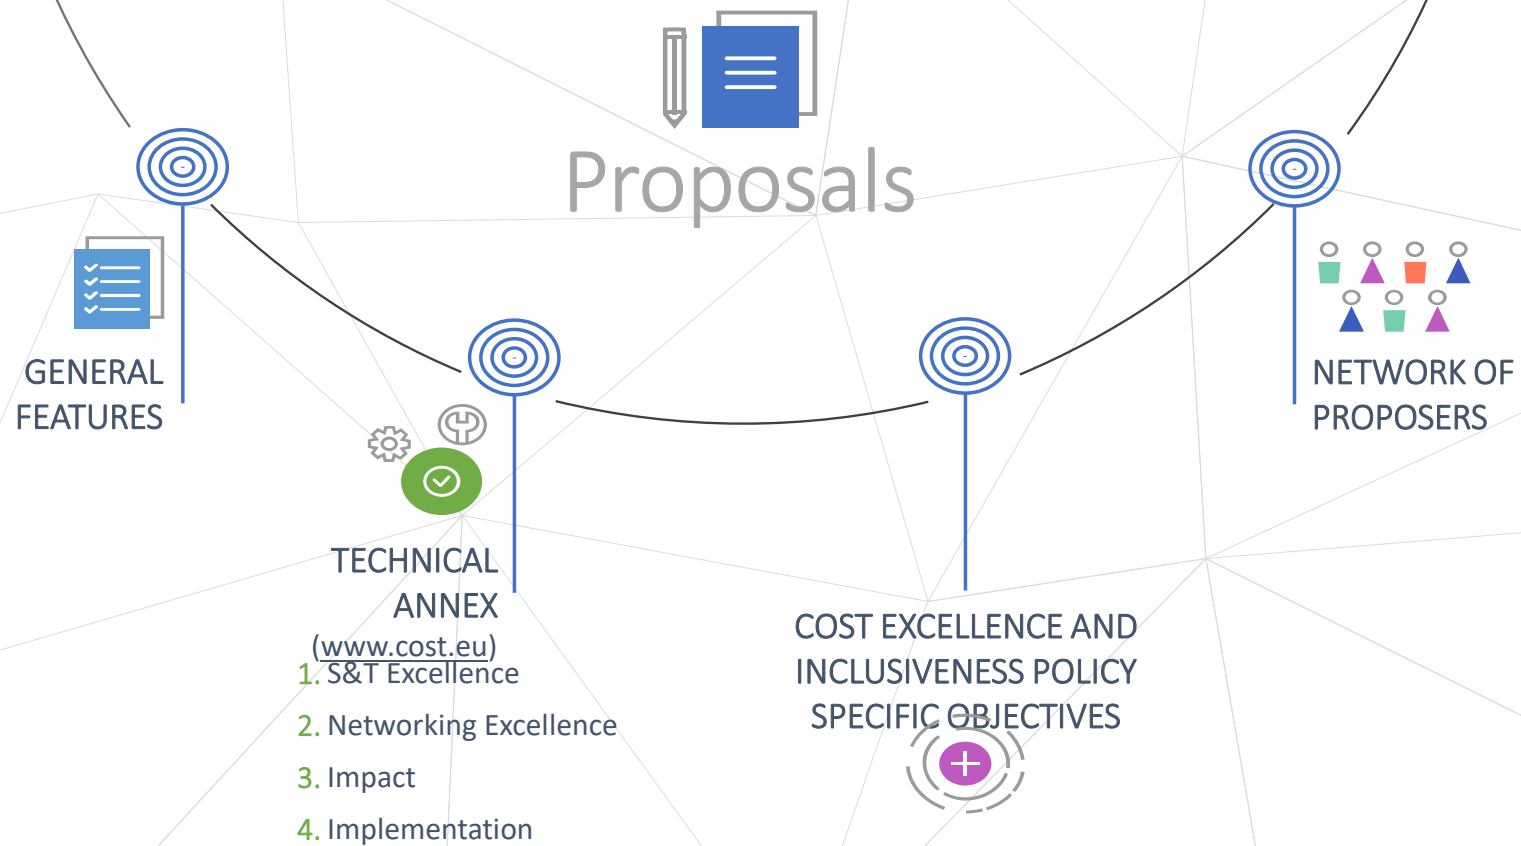 Proposals
GENERAL
FEATURES
TECHNICAL
ANNEX
(www.cost.eu)
1. S&T Excellence
2. Networking Excellence
3. Impact
4. Implementation
COST EXCELLENCE AND
INCLUSIVENESS POLICY
SPECIFIC OBJECTIVES
NETWORK OF
PROPOSERS